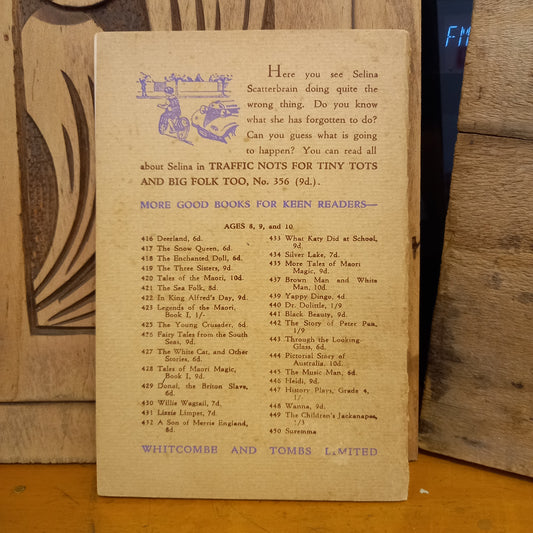 FM
Here you see Selina
Scatterbrain doing quite the
wrong thing. Do you know
what she has forgotten to do?
Can you guess what is going
to happen? You can read all
about Selina in TRAFFIC NOTS FOR TINY TOTS
AND BIG FOLK TOO, No. 356 (9d.).
MORE GOOD BOOKS FOR KEEN READERS—
AGES 8, 9, and 10
416 Deerland, 6d.
417 The Snow Queen, 6d.
418 The Enchanted Doll, 6d.
419 The Three Sisters, 9d.
420 Tales of the Maori, 10d.
421 The Sea Folk, 8d.
422 In King Alfred's Day, 9d.
423 Legends of the Maori,
Book I, 1/-
425 The Young Crusader, 6d
426 Fairy Tales from the South
Seas, 9d.
427 The White Cat, and Other
Stories, 6d.
428 Tales of Maori Magic,
Book I, 9d.
429 Donal, the Briton Slave,
6d.
430 Willie Wagtail, 7d.
431 Lizzie Limpet, 7d.
432 A Son of Merrie England,
8d.
433 What Katy Did at School,
9d.
434 Silver Lake, 7d.
435 More Tales of Maori
Magic, 9d.
437 Brown Man and White
Man, 10d.
439 Yappy Dingo, 4d
440 Dr. Dolittle, 1/9
441 Black Beauty, 9d.
442 The Story of Peter Pan,
1/9
443 Through the Looking-
Glass, 6d.
444 Pictorial Story of
Australia, 10d.
445 The Music Man, 6d.
446 Heidi, 9d.
447 History Plays, Grade 4,
1/-
448 Wanna, 9d.
449 The Children's Jackanapes,
1/3
450 Suremma
WHITCOMBE AND TOMBS LIMITED